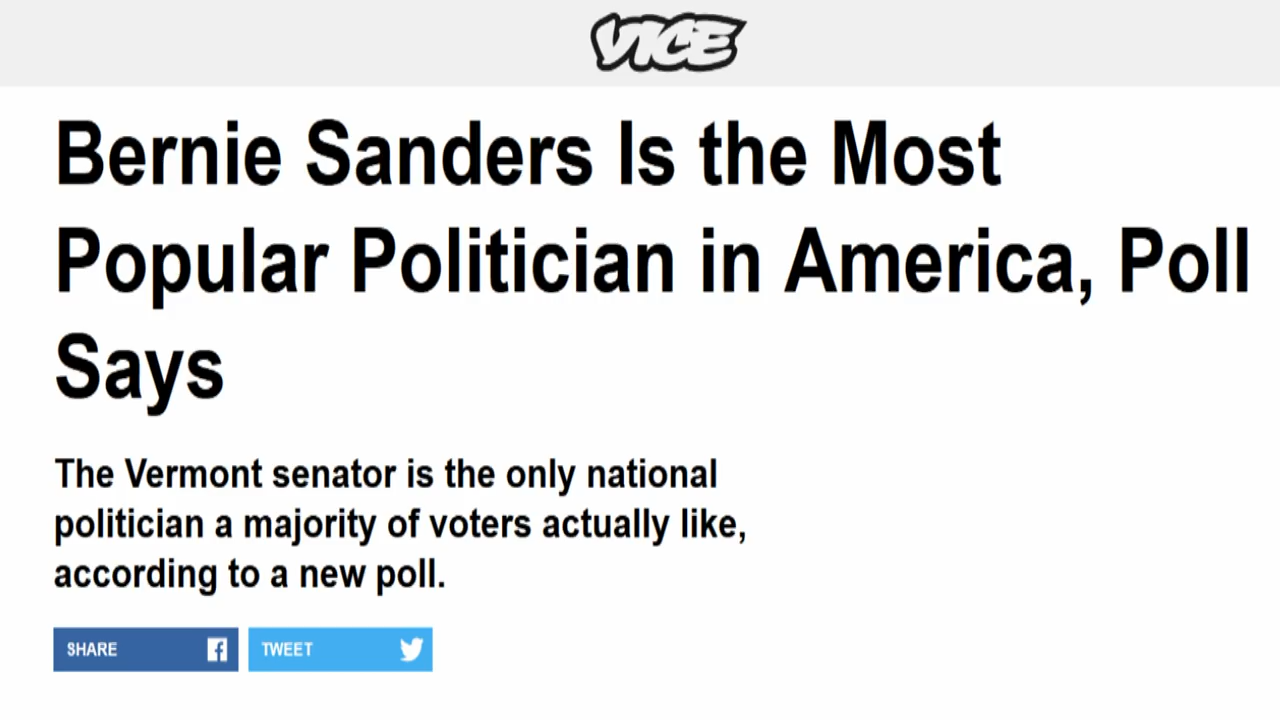 VICE
Bernie Sanders Is the Most
Popular Politician in America, Poll
Says
The Vermont senator is the only national
politician a majority of voters actually like,
according to a new poll.
SHARE
TWEET